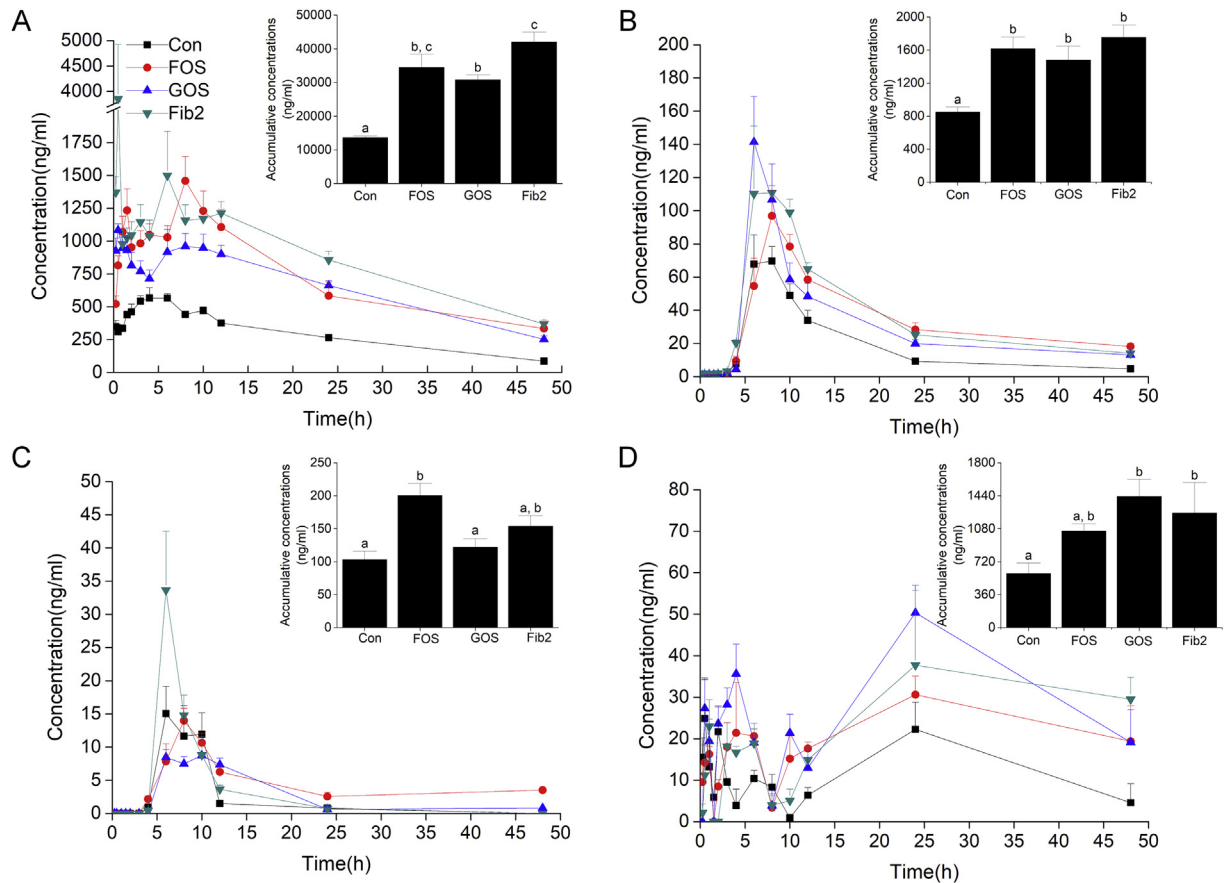 A
Con
FOS
GOS
Fib2
Concentration(ng/ml)
5000
4500
4000
1750
1500
1250
1000
750
500
250
0
0 5 10 15 20 25 30 35 40 45 50
Time(h)
Accumulative concentrations
(ng/ml)
50000
40000
30000
20000
10000
0
a
b, c
b
c
Con FOS GOS Fib2
B
Concentration(ng/ml)
200
180
160
140
120
100
80
60
40
20
0
0 5 10 15 20 25 30 35 40 45 50
Time(h)
Accumulative concentrations
(ng/ml)
2000
1600
1200
800
400
0
a
b
b
b
Con FOS GOS Fib2
C
Concentration(ng/ml)
50
45
40
35
30
25
20
15
10
5
0
0 5 10 15 20 25 30 35 40 45 50
Time(h)
Accumulative concentrations
(ng/ml)
250
200
150
100
50
0
a
b
a
a, b
Con FOS GOS Fib2
D
Concentration(ng/ml)
80
70
60
50
40
30
20
10
0
0 5 10 15 20 25 30 35 40 45 50
Time(h)
Accumulative concentrations
(ng/ml)
1800
1440
1080
720
360
0
a
a, b
b
b
Con FOS GOS Fib2